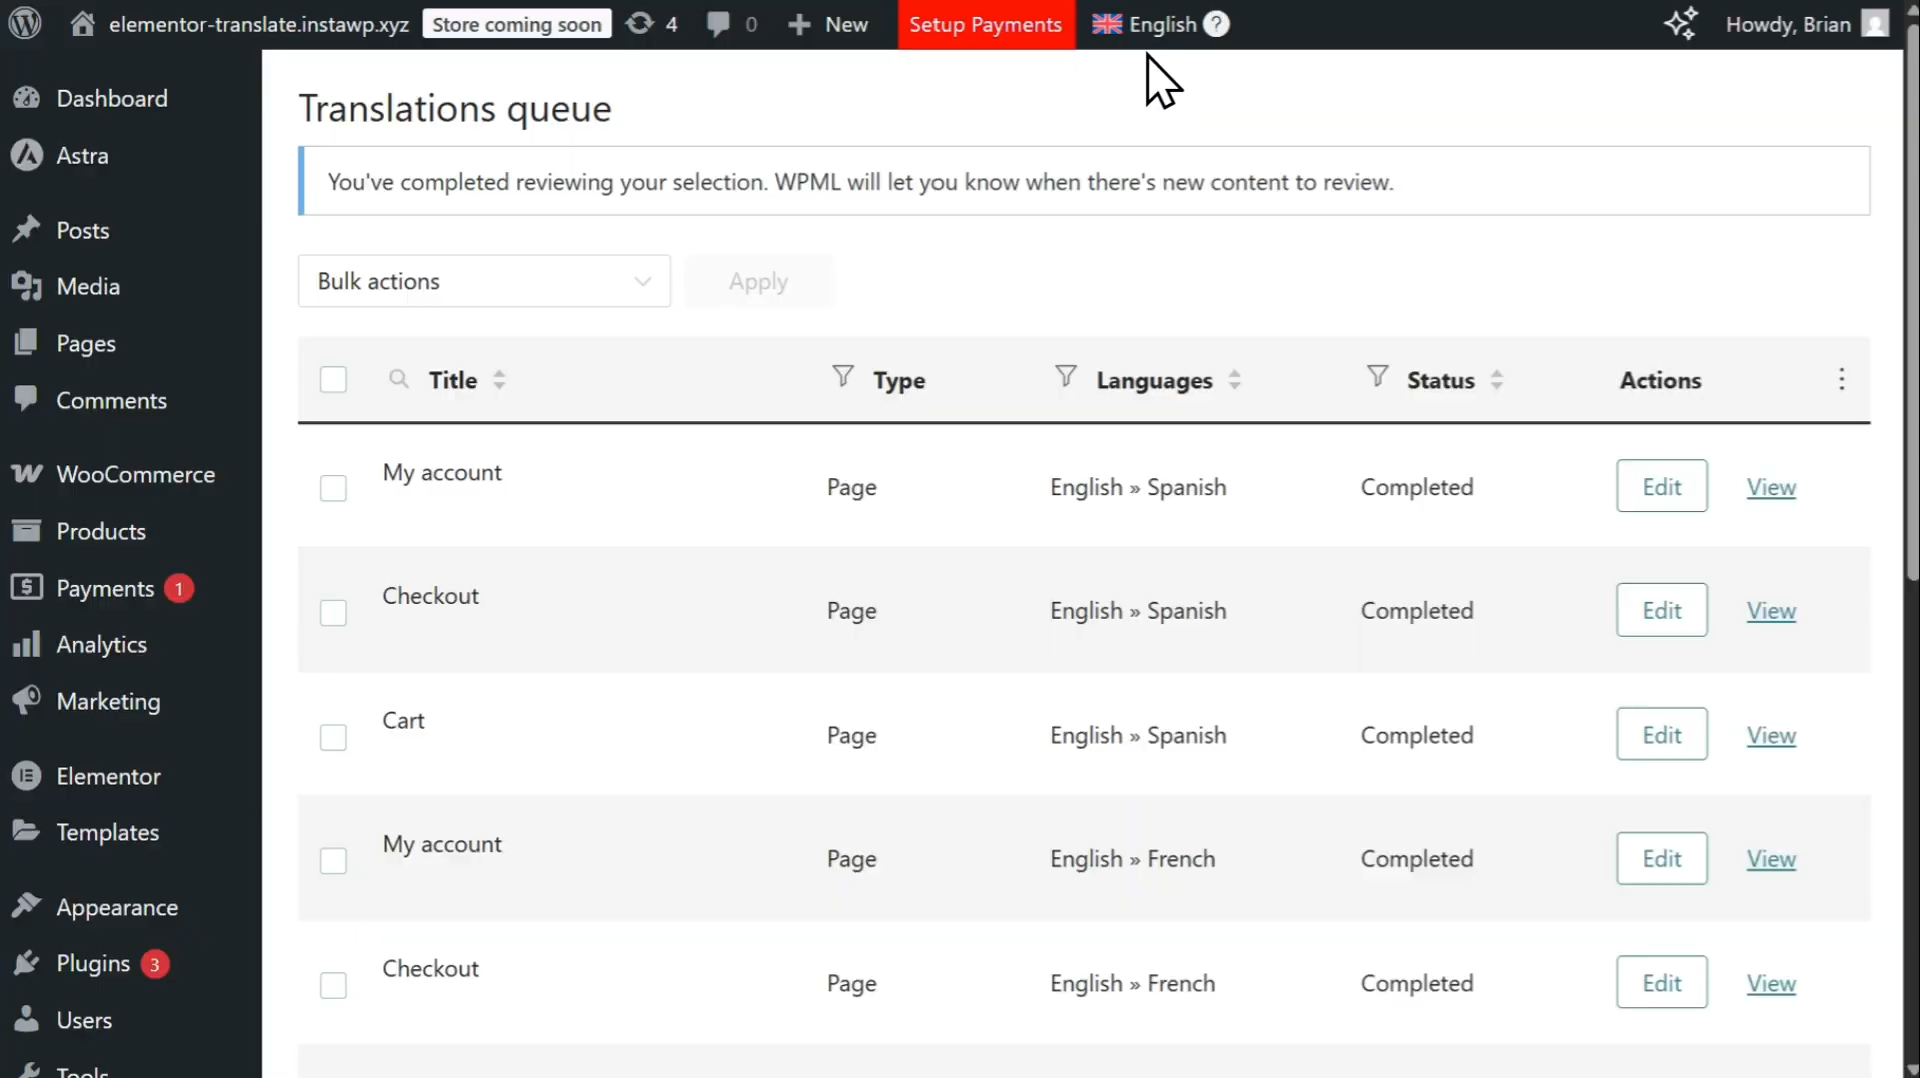 elementor-translate.instawp.xyz Store coming soon 4 0 New Setup Payments English ? Howdy, Brian
Dashboard
Astra
Posts
Media
Pages
Comments
WooCommerce
Products
Payments 1
Analytics
Marketing
Elementor
Templates
Appearance
Plugins 3
Users
Tools
Translations queue
You've completed reviewing your selection. WPML will let you know when there's new content to review.
Bulk actions Apply
Title Type Languages Status Actions
My account Page English » Spanish Completed Edit View
Checkout Page English » Spanish Completed Edit View
Cart Page English » Spanish Completed Edit View
My account Page English » French Completed Edit View
Checkout Page English » French Completed Edit View